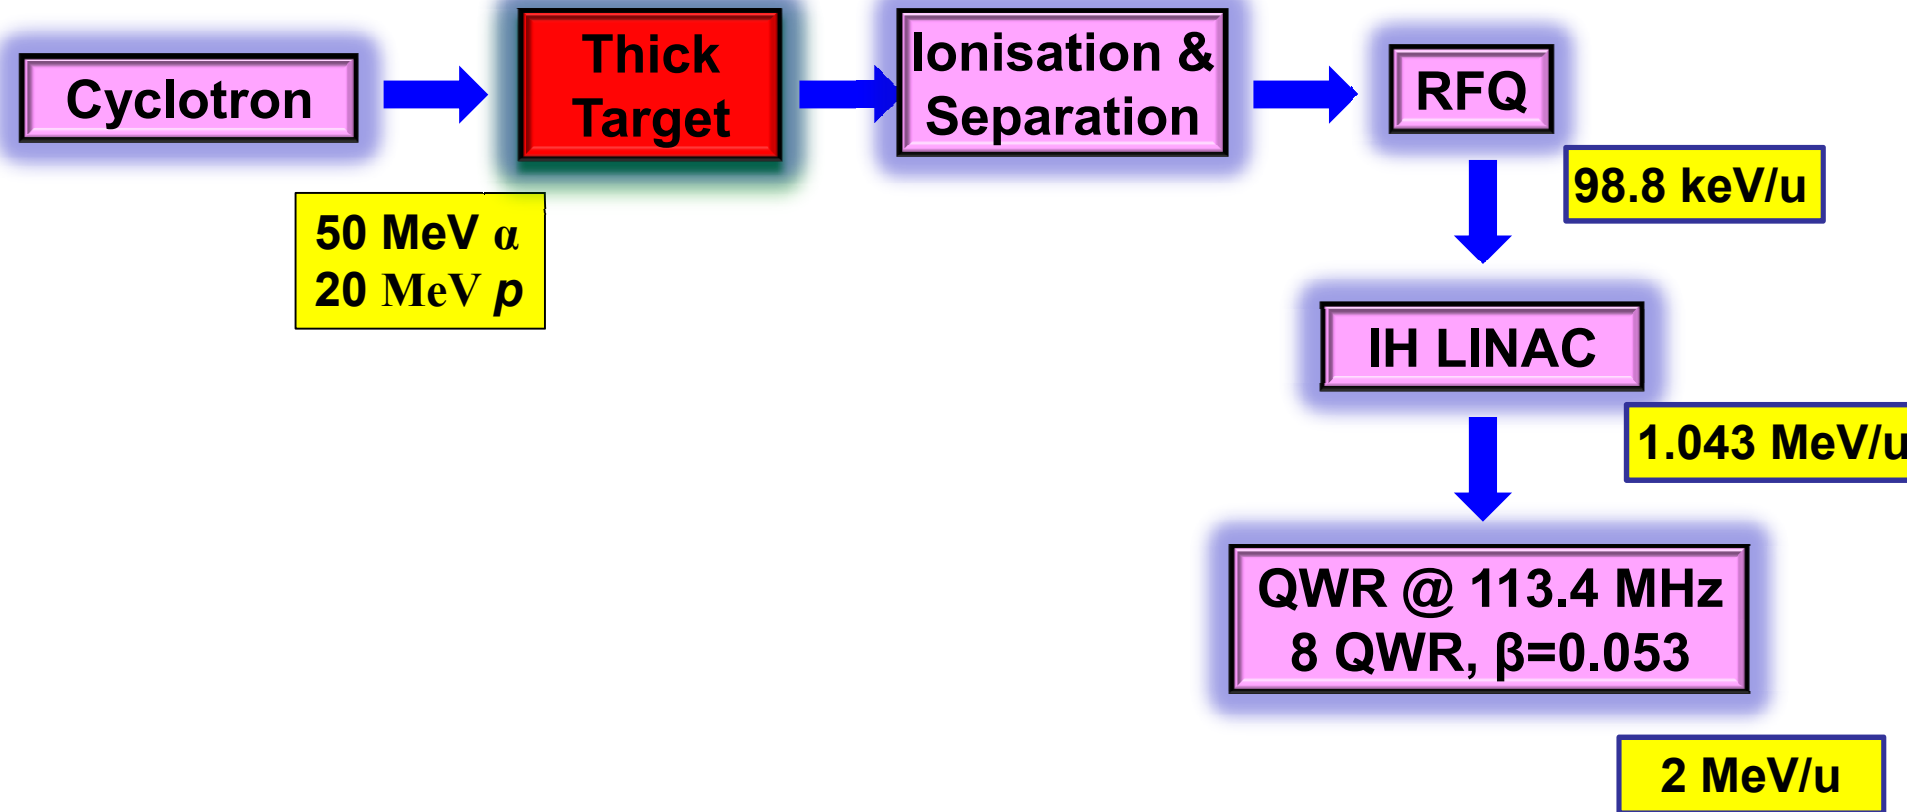 Cyclotron
Thick
Target
Ionisation &
Separation
RFQ
50 MeV α
20 MeV p
98.8 keV/u
IH LINAC
1.043 MeV/u
QWR @ 113.4 MHz
8 QWR, β=0.053
2 MeV/u